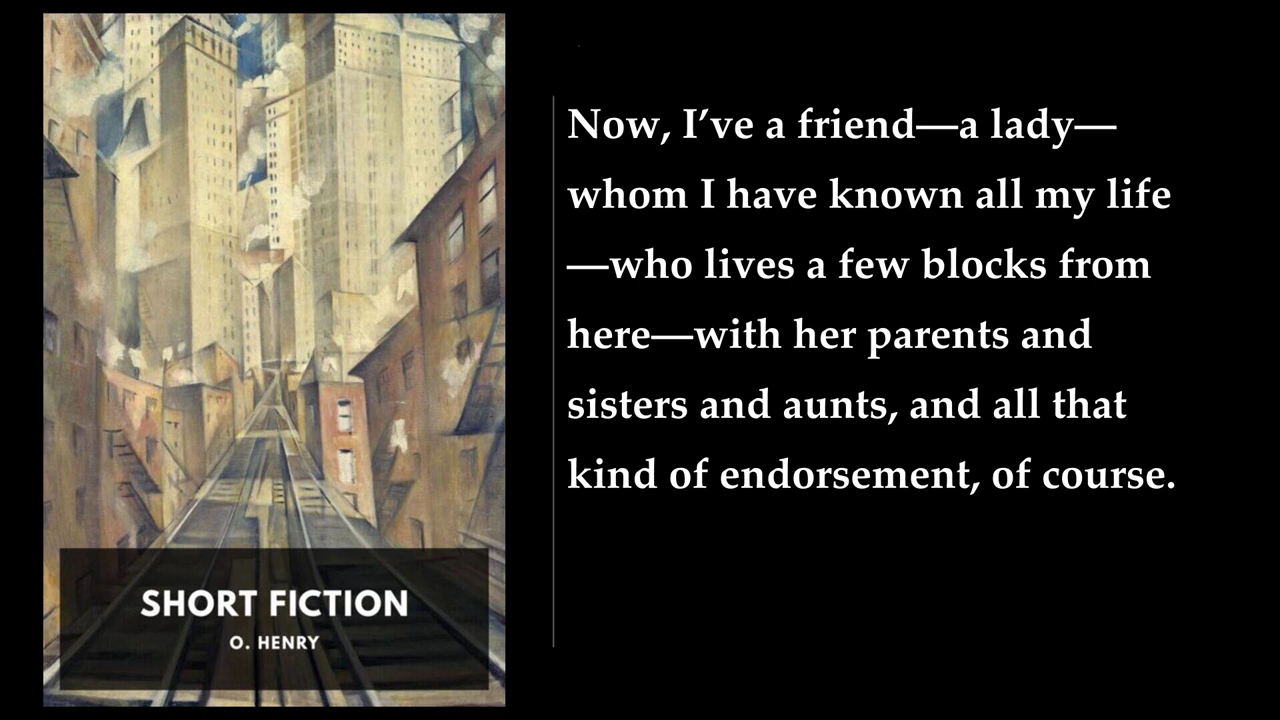 Now, I’ve a friend—a lady—
whom I have known all my life
—who lives a few blocks from
here—with her parents and
sisters and aunts, and all that
kind of endorsement, of course.
SHORT FICTION
O. HENRY